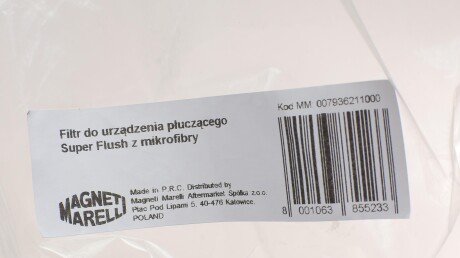 Kod MM 007936211000
Filtr do urządzenia płuczącego
Super Flush z mikrofibry
MAGNETI
MARELLI
Made in P.R.C. Distributed by
Magneti Marelli Aftermarket Spółka z.o.o.
Plac Pod Lipami 5, 40-476 Katowice,
POLAND
8 001063 855233